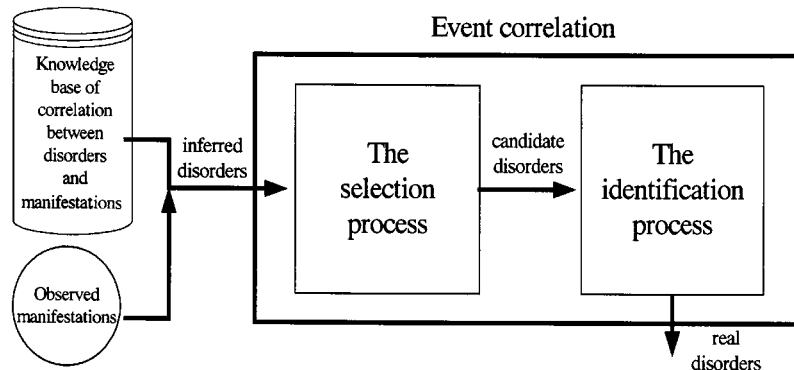 Event correlation
Knowledge
base of
correlation
between
disorders
and
manifestations
inferred
disorders
The
selection
process
candidate
disorders
The
identification
process
Observed
manifestations
real
disorders